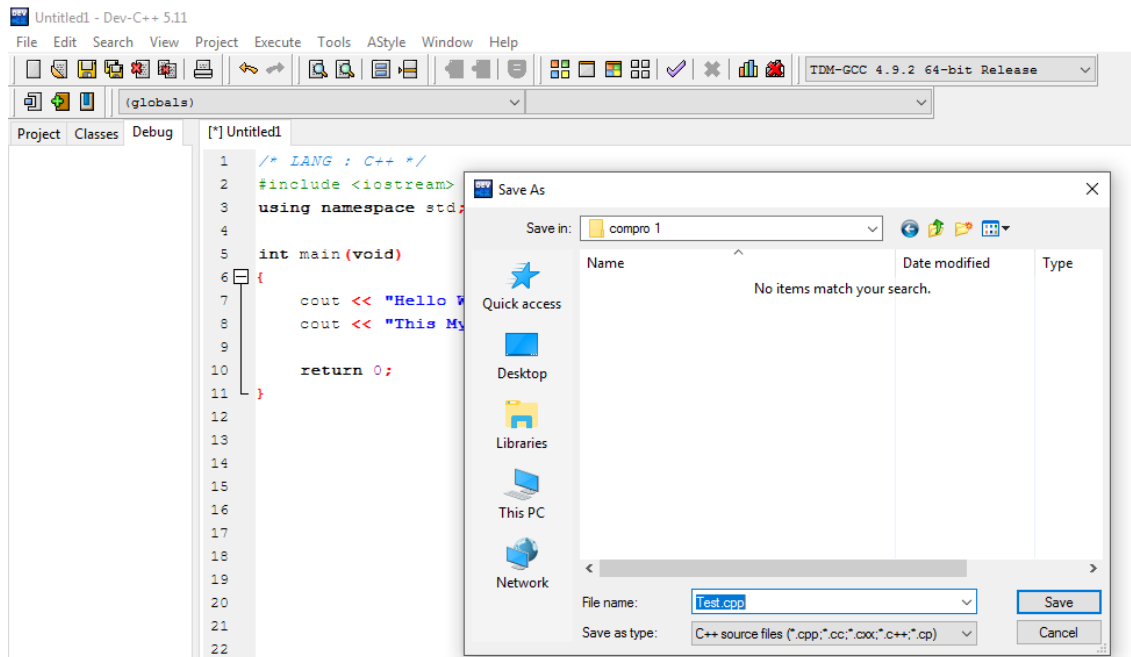 DEV Untitled1 - Dev-C++ 5.11
File Edit Search View Project Execute Tools AStyle Window Help
TDM-GCC 4.9.2 64-bit Release
(globals)
Project Classes Debug [*] Untitled1
1 /* LANG : C++ */
2 #include <iostream>
3 using namespace std;
4
5 int main(void)
6 {
7 cout << "Hello
8 cout << "This My
9
10 return 0;
11 }
12
13
14
15
16
17
18
19
20
21
22
DEV Save As
Save in: compro 1
Name Date modified Type
No items match your search.
Quick access
Desktop
Libraries
This PC
Network
File name: Test.cpp Save
Save as type: C++ source files (*.cpp;*.cc;*.cxx;*.c++;*.cp) Cancel